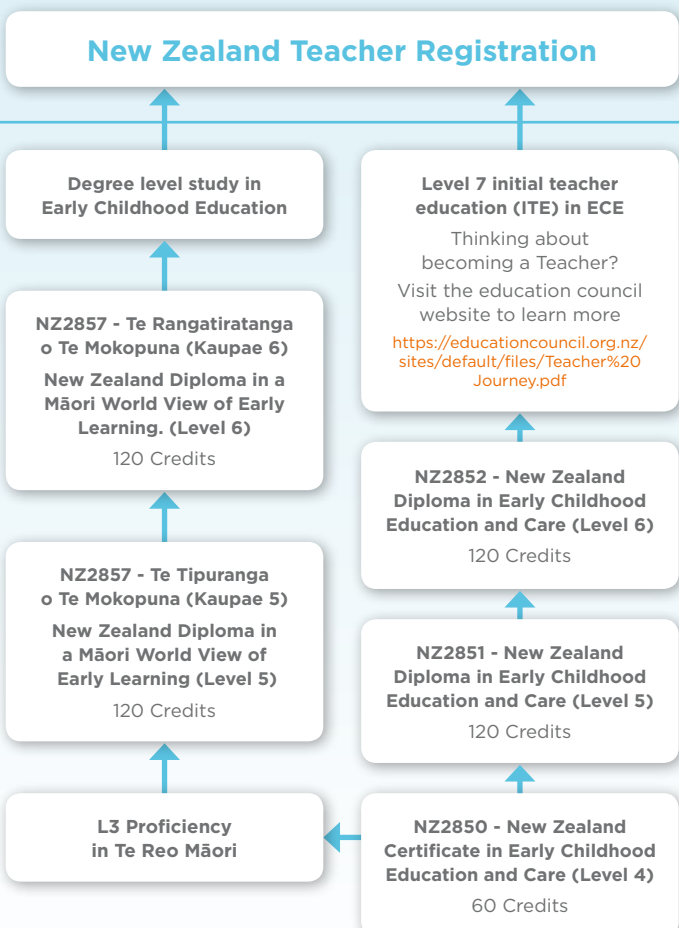 New Zealand Teacher Registration
Degree level study in
Early Childhood Education
NZ2857 - Te Rangatiratanga
o Te Mokopuna (Kaupae 6)
New Zealand Diploma in a
Māori World View of Early
Learning. (Level 6)
120 Credits
NZ2857 - Te Tipuranga
o Te Mokopuna (Kaupae 5)
New Zealand Diploma in
a Māori World View of
Early Learning (Level 5)
120 Credits
L3 Proficiency
in Te Reo Māori
Level 7 initial teacher
education (ITE) in ECE
Thinking about
becoming a Teacher?
Visit the education council
website to learn more
https://educationcouncil.org.nz/
sites/default/files/Teacher%20
Journey.pdf
NZ2852 - New Zealand
Diploma in Early Childhood
Education and Care (Level 6)
120 Credits
NZ2851 - New Zealand
Diploma in Early Childhood
Education and Care (Level 5)
120 Credits
NZ2850 - New Zealand
Certificate in Early Childhood
Education and Care (Level 4)
60 Credits